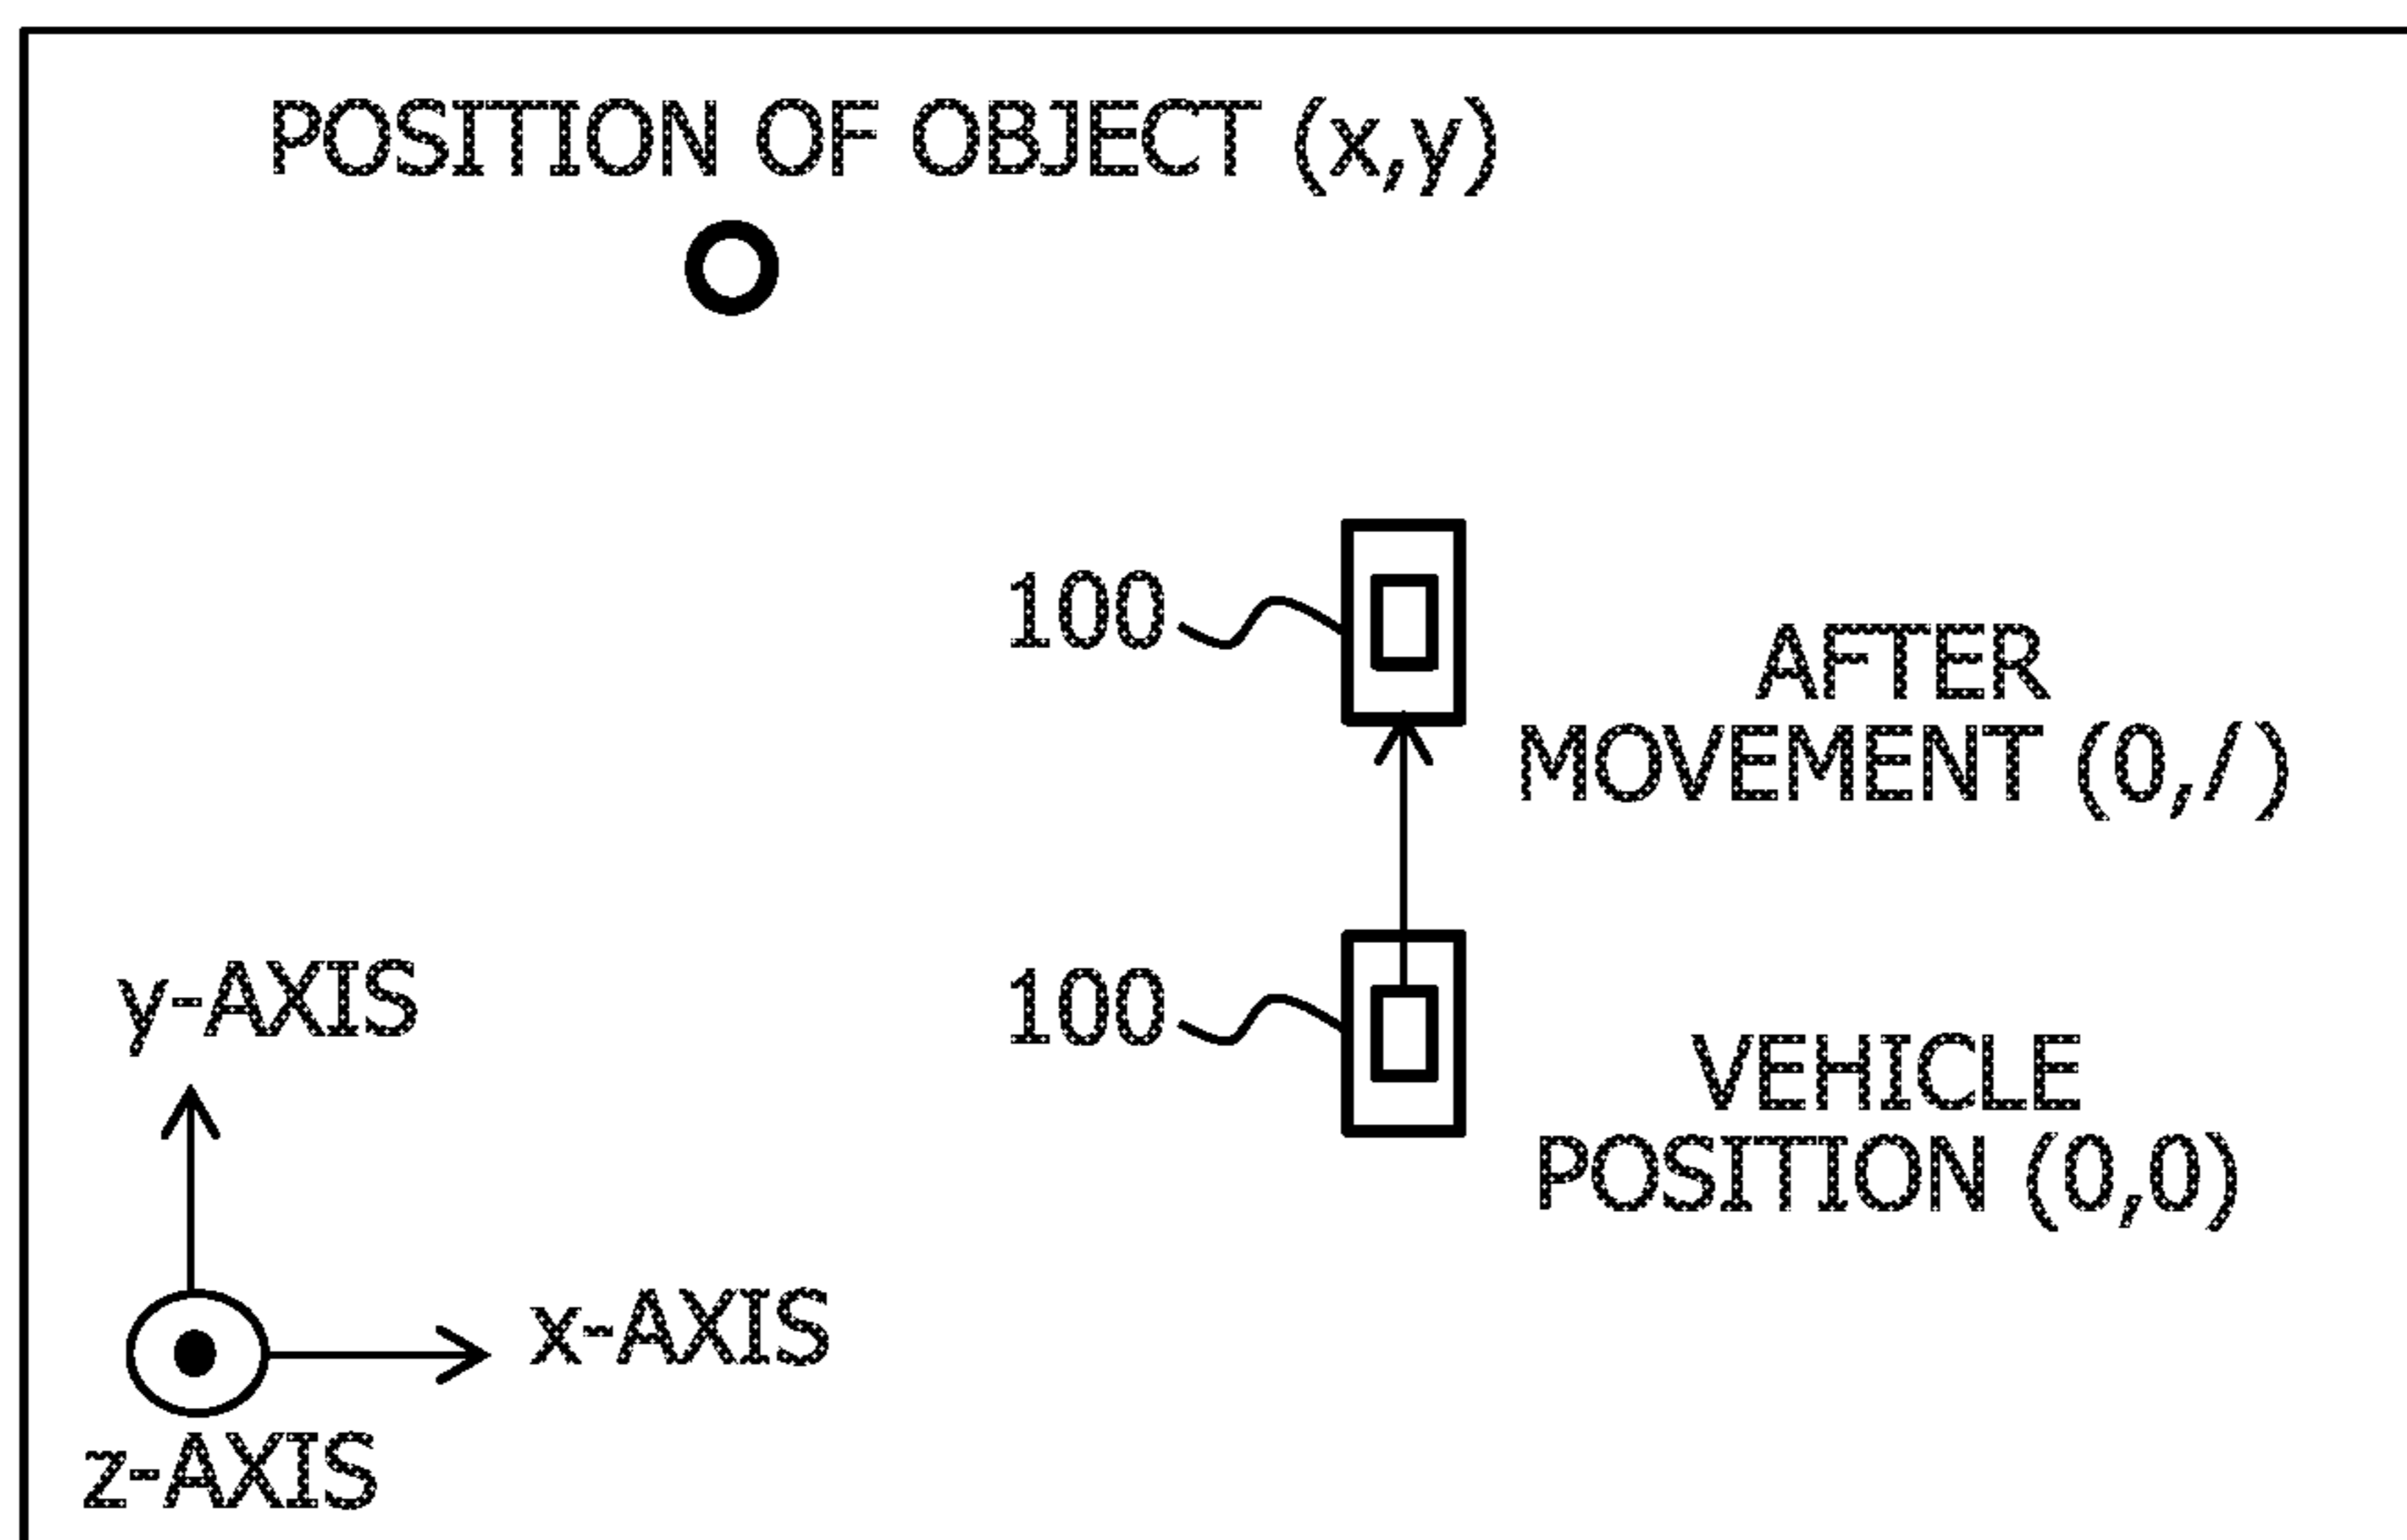 POSITION OF OBJECT (x,y)
100
AFTER
MOVEMENT (0,/)
y-AXIS
100
VEHICLE
POSITION (0,0)
x-AXIS
z-AXIS